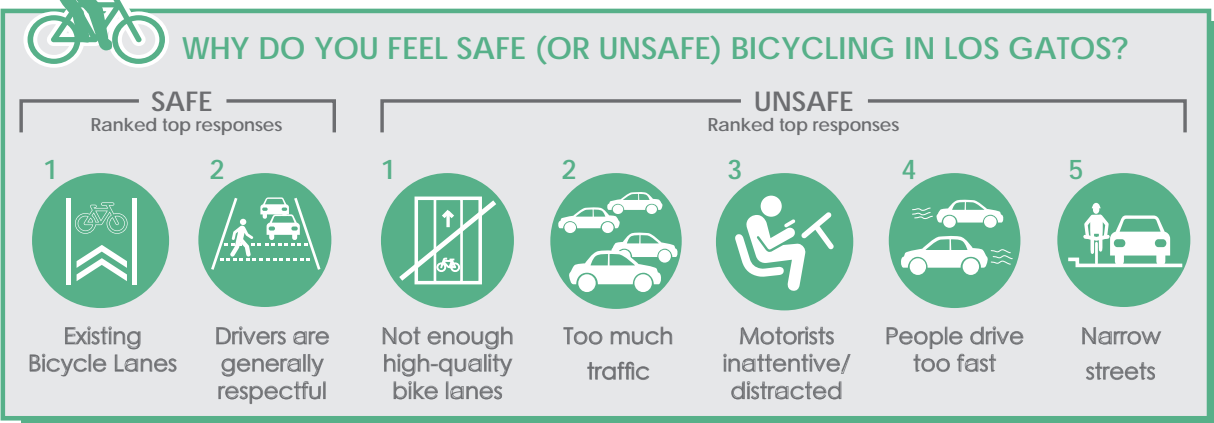 WHY DO YOU FEEL SAFE (OR UNSAFE) BICYCLING IN LOS GATOS?
SAFE
Ranked top responses
1
Existing
Bicycle Lanes
2
Drivers are
generally
respectful
UNSAFE
Ranked top responses
1
Not enough
high-quality
bike lanes
2
Too much
traffic
3
Motorists
inattentive/
distracted
4
People drive
too fast
5
Narrow
streets